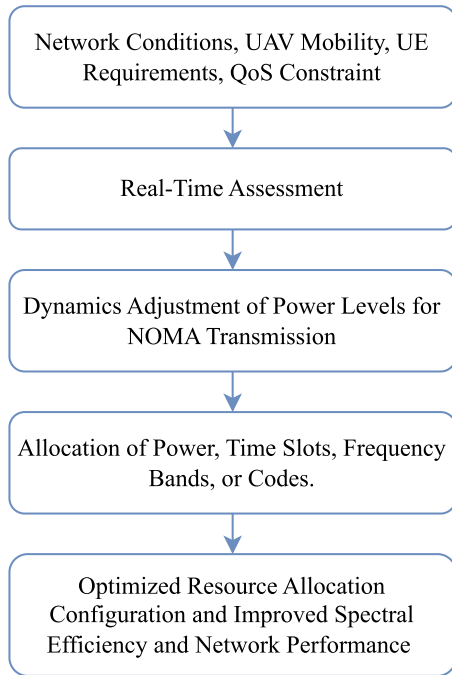 Network Conditions, UAV Mobility, UE
Requirements, QoS Constraint
Real-Time Assessment
Dynamics Adjustment of Power Levels for
NOMA Transmission
Allocation of Power, Time Slots, Frequency
Bands, or Codes.
Optimized Resource Allocation
Configuration and Improved Spectral
Efficiency and Network Performance